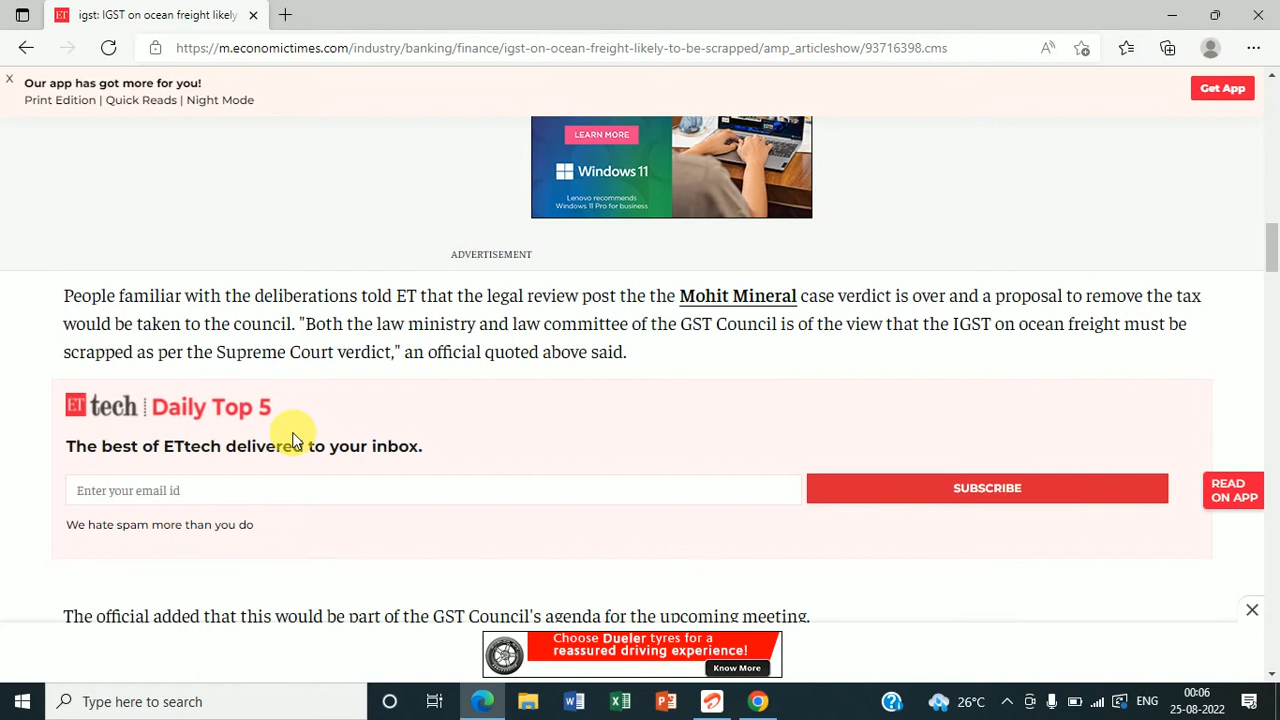 igst: IGST on ocean freight likely
https://m.economictimes.com/industry/banking/finance/igst-on-ocean-freight-likely-to-be-scrapped/amp_articleshow/93716398.cms
X
Our app has got more for you!
Print Edition | Quick Reads | Night Mode
Get App
LEARN MORE
Windows 11
Lenovo recommends
Windows 11 Pro for business
ADVERTISEMENT
People familiar with the deliberations told ET that the legal review post the the Mohit Mineral case verdict is over and a proposal to remove the tax
would be taken to the council. "Both the law ministry and law committee of the GST Council is of the view that the IGST on ocean freight must be
scrapped as per the Supreme Court verdict," an official quoted above said.
ET tech Daily Top 5
The best of ETtech delivered to your inbox.
Enter your email id
SUBSCRIBE
READ
ON APP
We hate spam more than you do
The official added that this would be part of the GST Council's agenda for the upcoming meeting.
Choose Dueler tyres for a
reassured driving experience!
Know More
Type here to search
26°C
ENG
00:06
25-08-2022